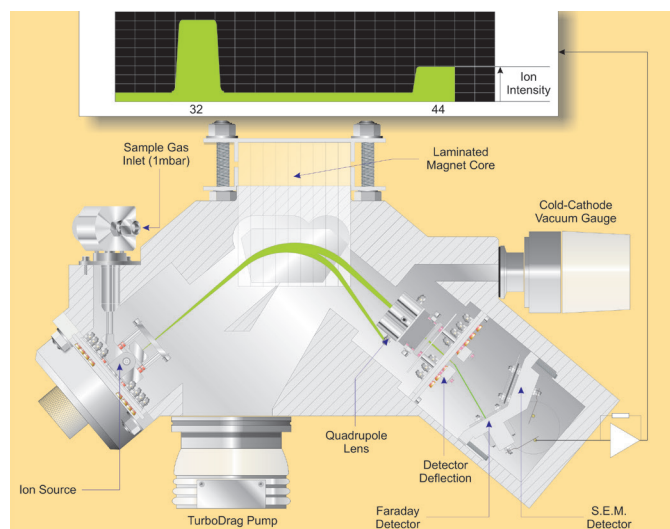 Ion
Intensity
32
44
Sample Gas
Inlet (1mbar)
Laminated
Magnet Core
Cold-Cathode
Vacuum Gauge
Quadrupole
Lens
Detector
Deflection
Ion Source
TurboDrag Pump
Faraday
Detector
S.E.M.
Detector